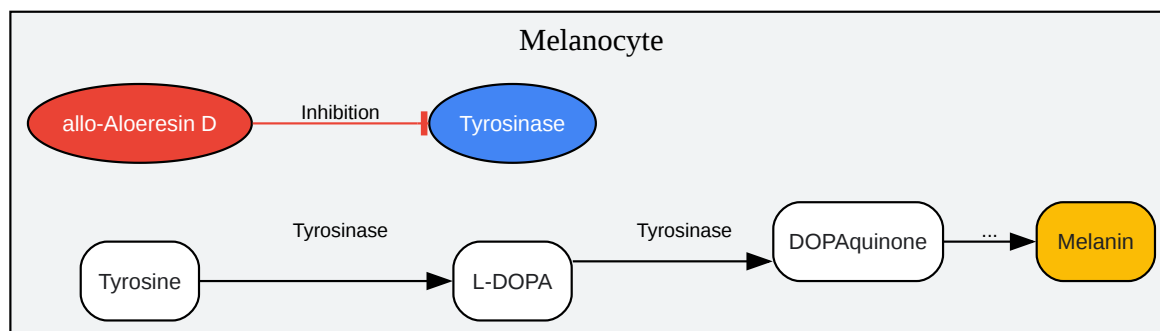 Melanocyte
allo-Aloeresin D
Inhibition
Tyrosinase
Tyrosine
Tyrosinase
L-DOPA
Tyrosinase
DOPAquinone
...
Melanin